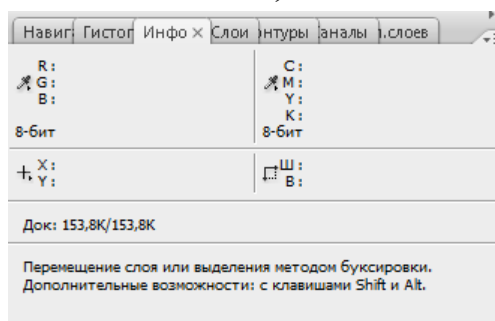 Навиг Гистог Инфо × Слои нтуры аналы ɪ.слоев
R: C:
G: M:
B: Y:
K:
8-бит 8-бит
X: Ш:
Y: В:
Док: 153,8K/153,8K
Перемещение слоя или выделения методом буксировки.
Дополнительные возможности: с клавишами Shift и Alt.